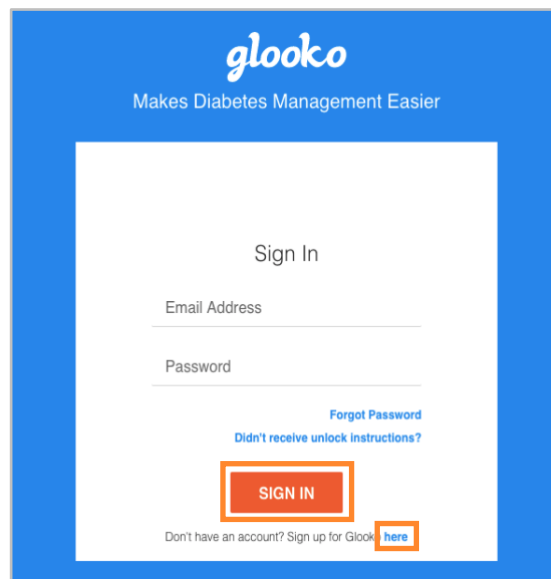 glooko
Makes Diabetes Management Easier
Sign In
Email Address
Password
Forgot Password
Didn't receive unlock instructions?
SIGN IN
Don't have an account? Sign up for Glooko here